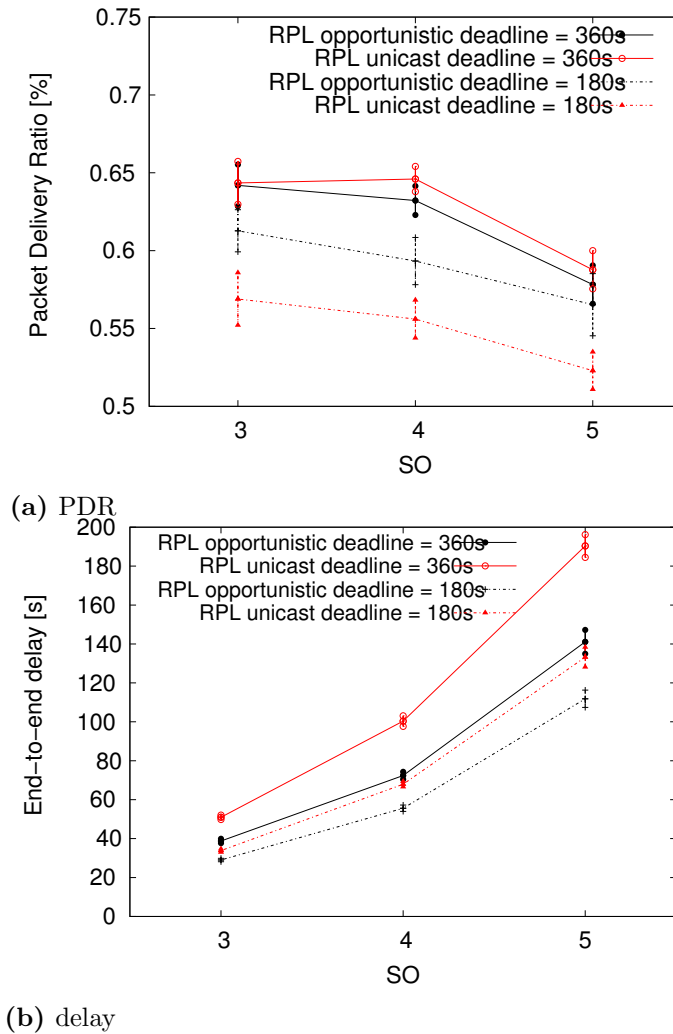 RPL opportunistic deadline = 360s
RPL unicast deadline = 360s
RPL opportunistic deadline = 180s
RPL unicast deadline = 180s
0.75
0.7
0.65
0.6
0.55
0.5
Packet Delivery Ratio [%]
3 4 5
SO
(a) PDR
RPL opportunistic deadline = 360s
RPL unicast deadline = 360s
RPL opportunistic deadline = 180s
RPL unicast deadline = 180s
200
180
160
140
120
100
80
60
40
20
0
End-to-end delay [s]
3 4 5
SO
(b) delay